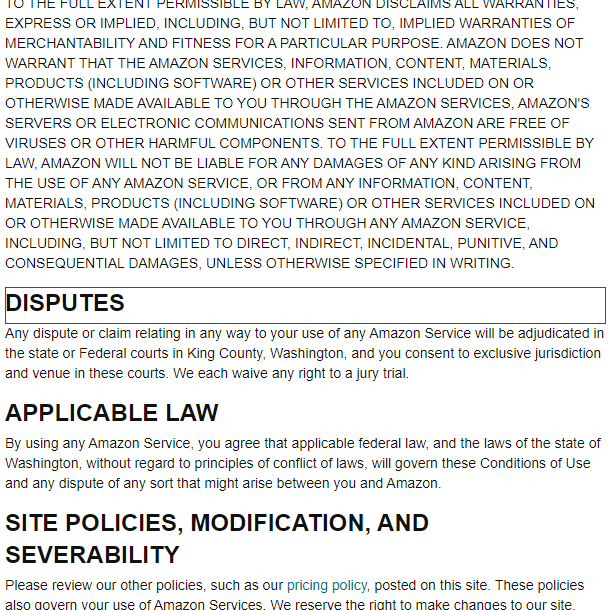 TO THE FULL EXTENT PERMISSIBLE BY LAW, AMAZON DISCLAIMS ALL WARRANTIES,
EXPRESS OR IMPLIED, INCLUDING, BUT NOT LIMITED TO, IMPLIED WARRANTIES OF
MERCHANTABILITY AND FITNESS FOR A PARTICULAR PURPOSE. AMAZON DOES NOT
WARRANT THAT THE AMAZON SERVICES, INFORMATION, CONTENT, MATERIALS,
PRODUCTS (INCLUDING SOFTWARE) OR OTHER SERVICES INCLUDED ON OR
OTHERWISE MADE AVAILABLE TO YOU THROUGH THE AMAZON SERVICES, AMAZON'S
SERVERS OR ELECTRONIC COMMUNICATIONS SENT FROM AMAZON ARE FREE OF
VIRUSES OR OTHER HARMFUL COMPONENTS. TO THE FULL EXTENT PERMISSIBLE BY
LAW, AMAZON WILL NOT BE LIABLE FOR ANY DAMAGES OF ANY KIND ARISING FROM
THE USE OF ANY AMAZON SERVICE, OR FROM ANY INFORMATION, CONTENT,
MATERIALS, PRODUCTS (INCLUDING SOFTWARE) OR OTHER SERVICES INCLUDED ON
OR OTHERWISE MADE AVAILABLE TO YOU THROUGH ANY AMAZON SERVICE,
INCLUDING, BUT NOT LIMITED TO DIRECT, INDIRECT, INCIDENTAL, PUNITIVE, AND
CONSEQUENTIAL DAMAGES, UNLESS OTHERWISE SPECIFIED IN WRITING.
DISPUTES
Any dispute or claim relating in any way to your use of any Amazon Service will be adjudicated in
the state or Federal courts in King County, Washington, and you consent to exclusive jurisdiction
and venue in these courts. We each waive any right to a jury trial.
APPLICABLE LAW
By using any Amazon Service, you agree that applicable federal law, and the laws of the state of
Washington, without regard to principles of conflict of laws, will govern these Conditions of Use
and any dispute of any sort that might arise between you and Amazon.
SITE POLICIES, MODIFICATION, AND
SEVERABILITY
Please review our other policies, such as our pricing policy, posted on this site. These policies
also govern your use of Amazon Services. We reserve the right to make changes to our site,